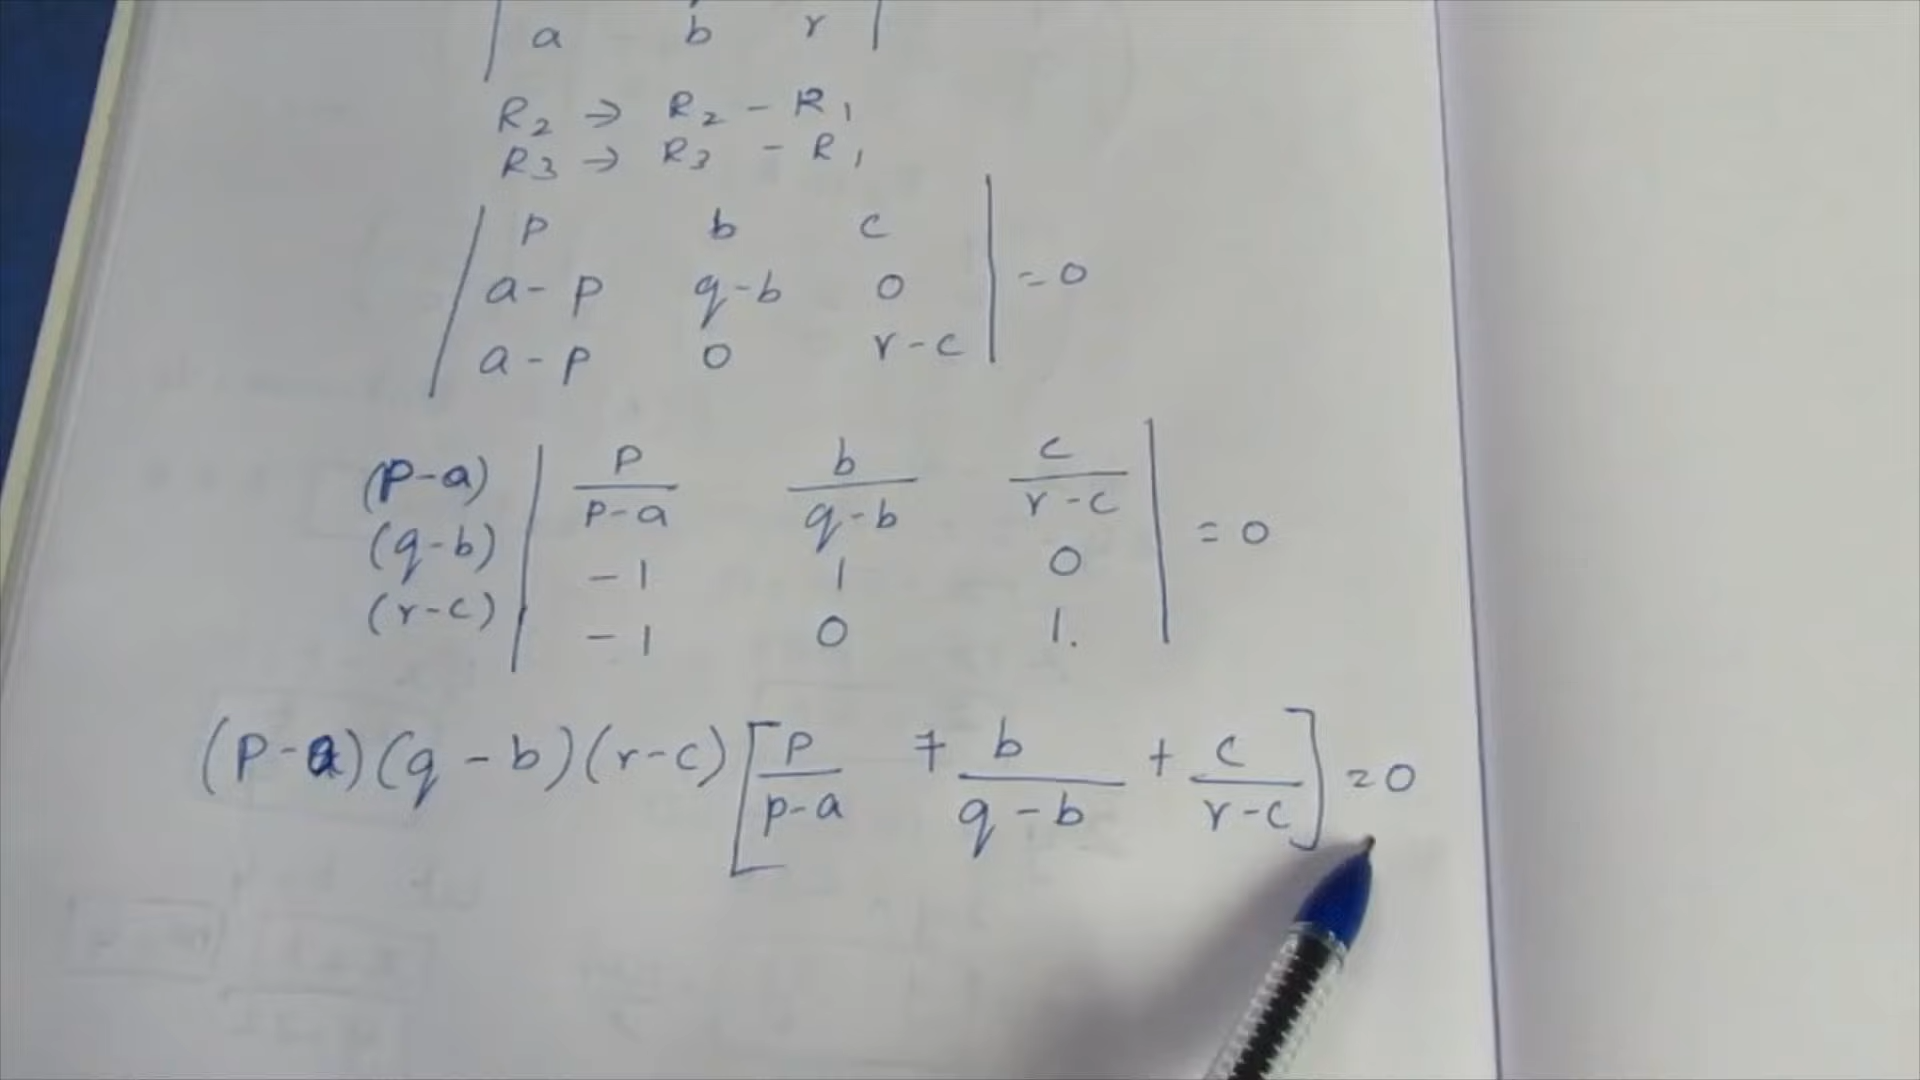 | a b r |
R₂ → R₂ - R₁
R₃ → R₃ - R₁
| p b c |
| a-p q-b 0 | = 0
| a-p 0 r-c |
(p-a) | p/(p-a) b/(q-b) c/(r-c) |
(q-b) | -1 1 0 | = 0
(r-c) | -1 0 1. |
(p-a)(q-b)(r-c) [ p/(p-a) + b/(q-b) + c/(r-c) ] = 0